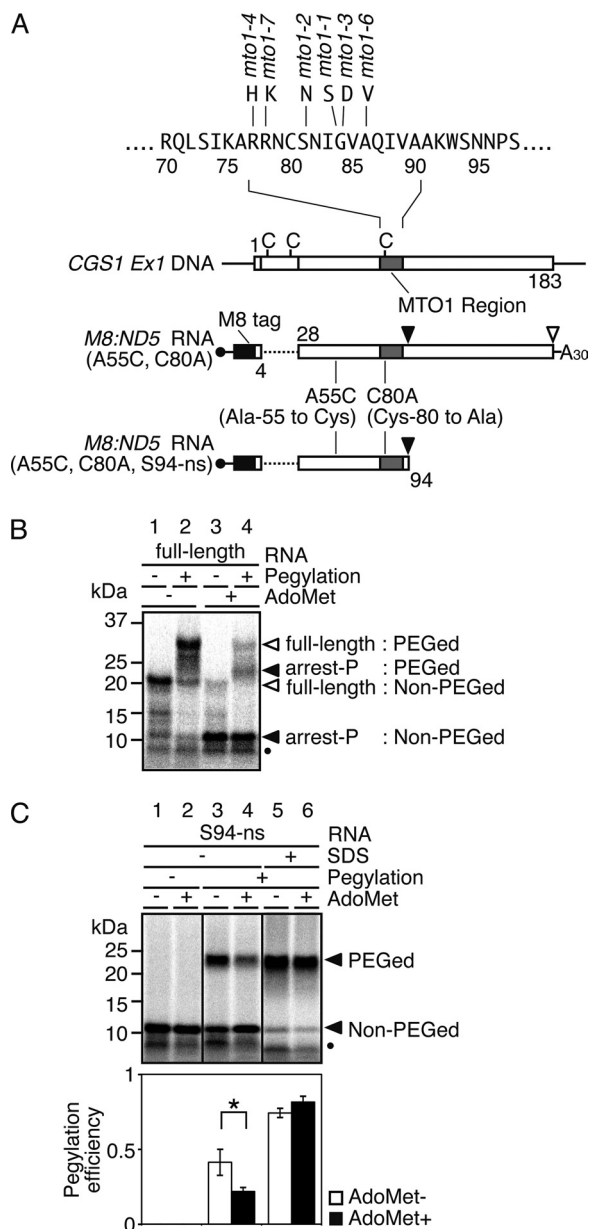 A
mto1-4 mto1-7 mto1-2 mto1-1 mto1-3 mto1-6
H K N S D V
....RQLSIKARRNCSNIGVAQIVAAKWSNNPS....
70 75 80 85 90 95
1 C C C
CGS1 Ex1 DNA
183
MTO1 Region
M8 tag
28
M8:ND5 RNA
(A55C, C80A)
A30
4
A55C C80A
(Ala-55 to Cys) (Cys-80 to Ala)
M8:ND5 RNA
(A55C, C80A, S94-ns)
94
B
1 2 3 4
full-length RNA
- + - + Pegylation
- + AdoMet
kDa
37
25
20
15
10
full-length : PEGed
arrest-P : PEGed
full-length : Non-PEGed
arrest-P : Non-PEGed
C
1 2 3 4 5 6
S94-ns RNA
- + SDS
- + Pegylation
- + - + - + AdoMet
kDa
25
20
15
10
PEGed
Non-PEGed
1
0.5
0
Pegylation
efficiency
*
AdoMet-
AdoMet+